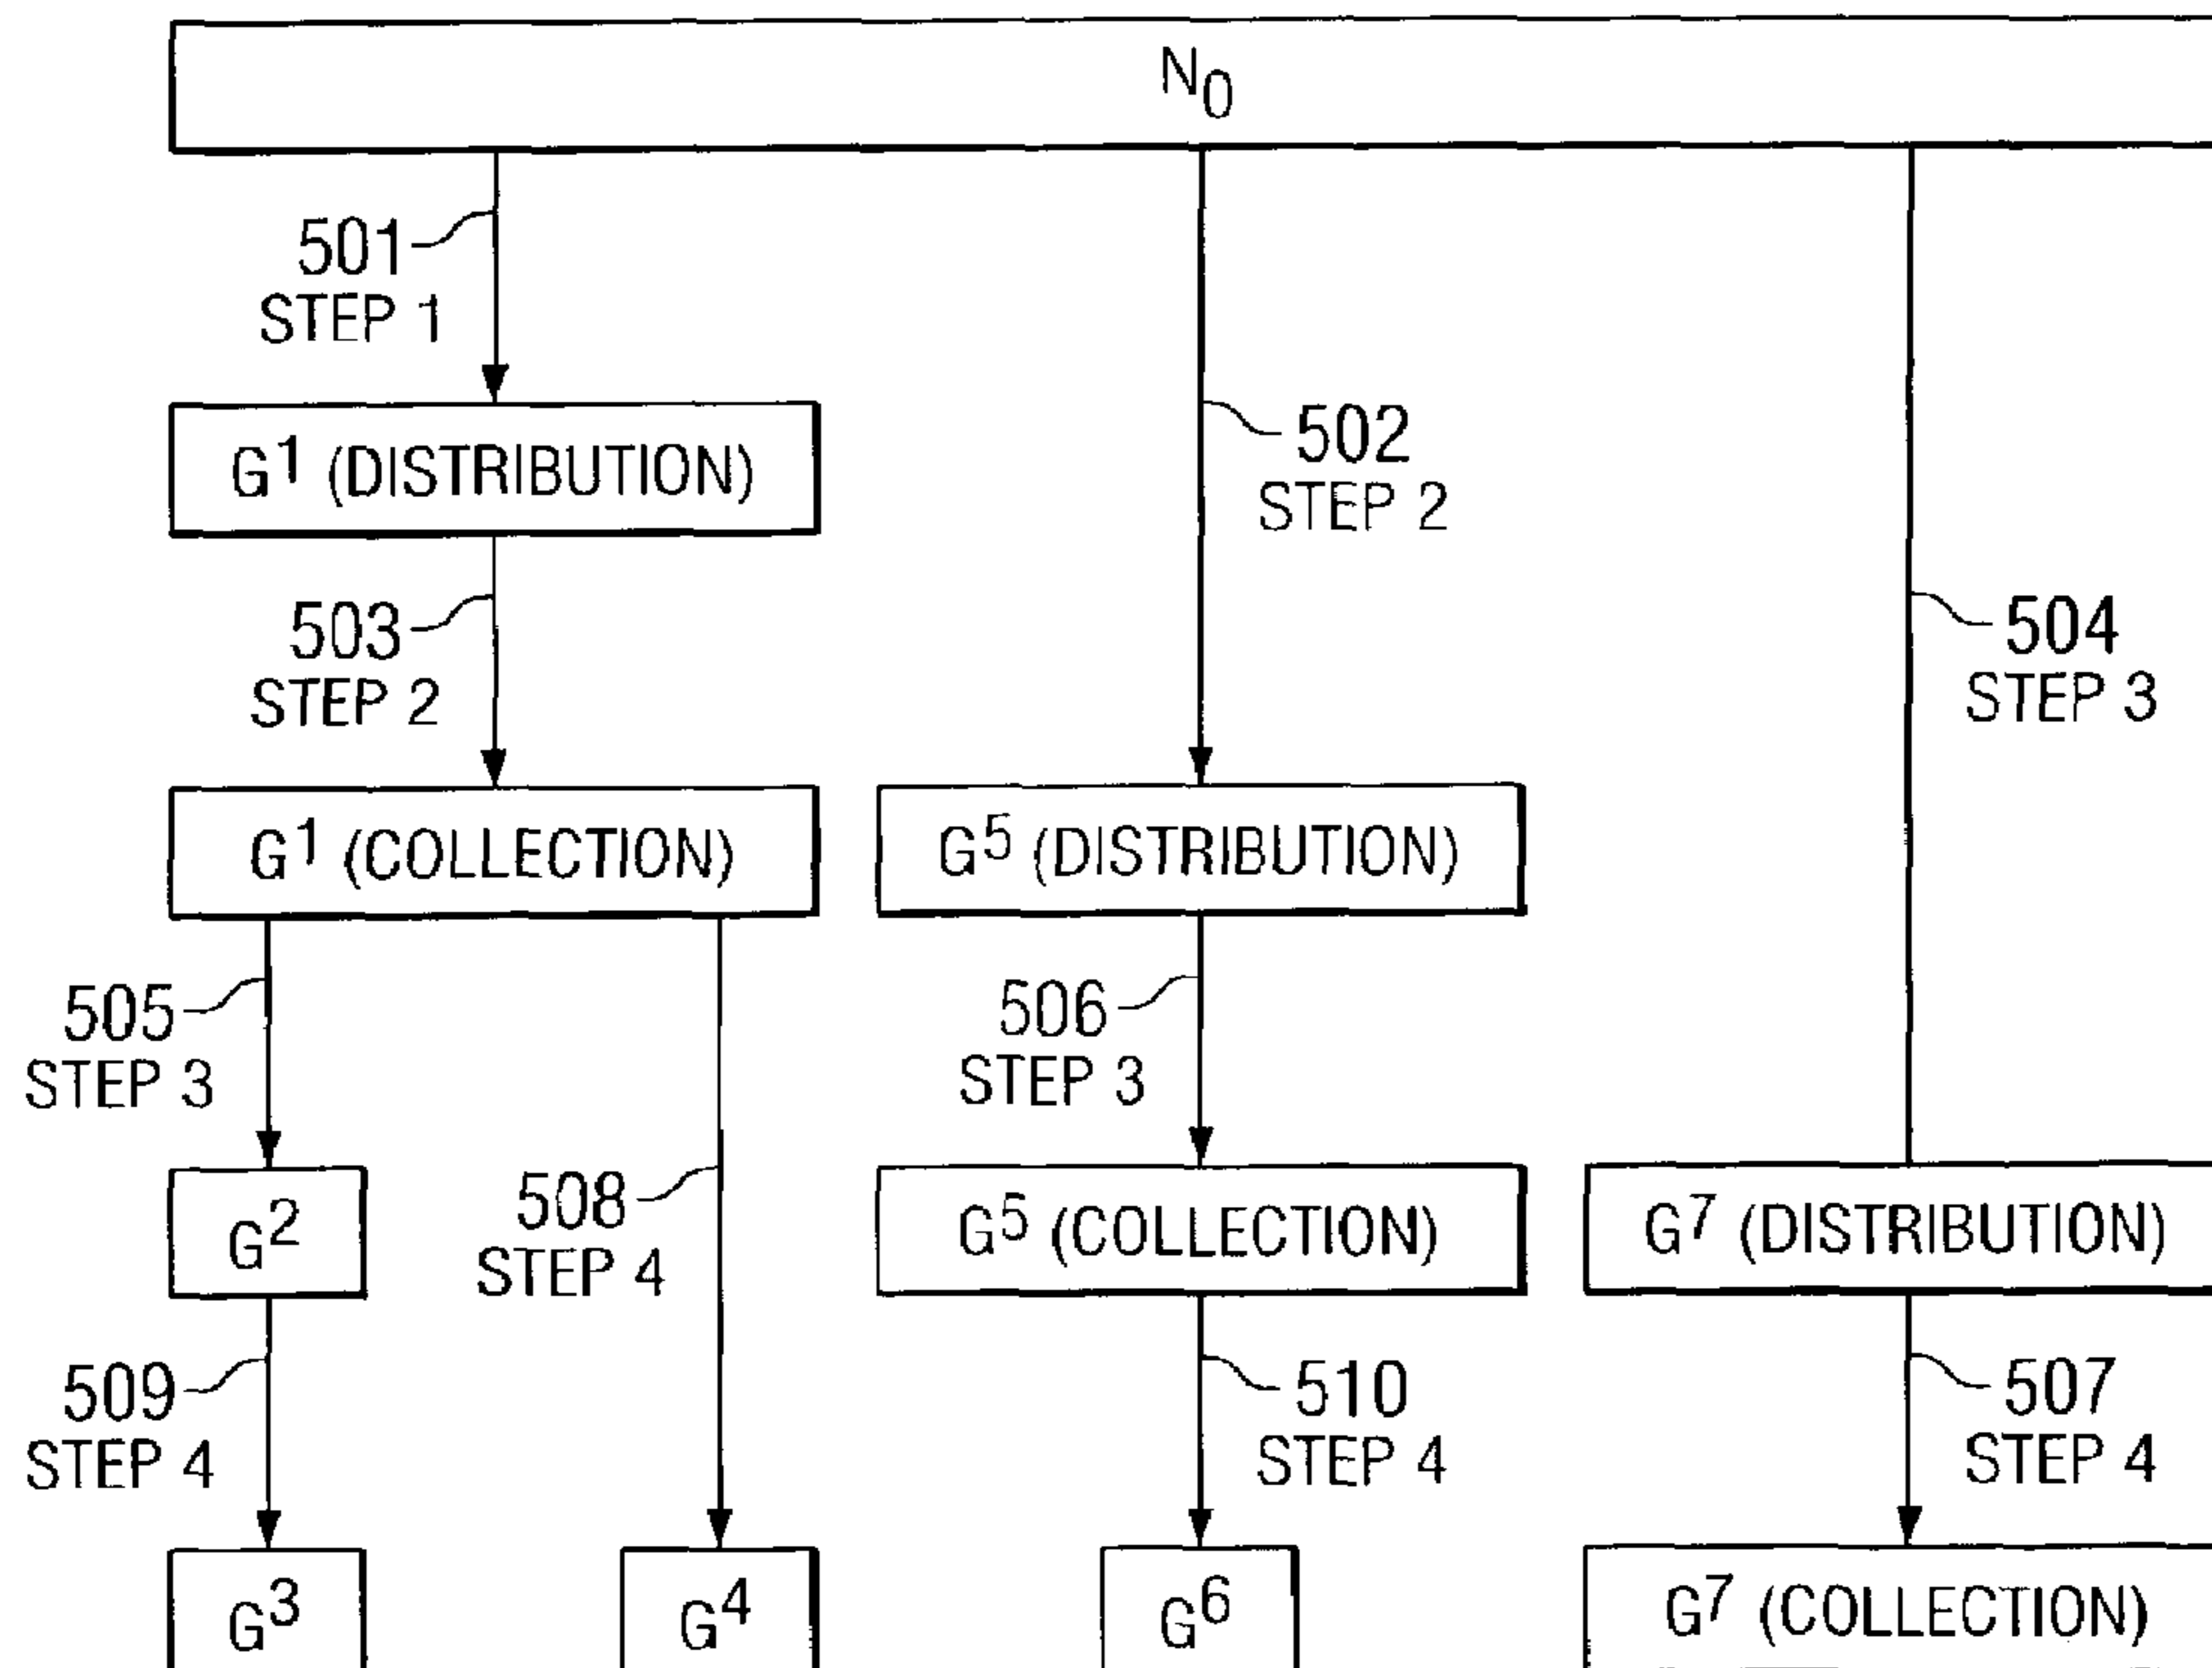 N0
501
STEP 1
G1 (DISTRIBUTION)
502
STEP 2
503
STEP 2
504
STEP 3
G1 (COLLECTION)
G5 (DISTRIBUTION)
505
STEP 3
506
STEP 3
G2
508
STEP 4
G5 (COLLECTION)
G7 (DISTRIBUTION)
509
STEP 4
510
STEP 4
507
STEP 4
G3
G4
G6
G7 (COLLECTION)